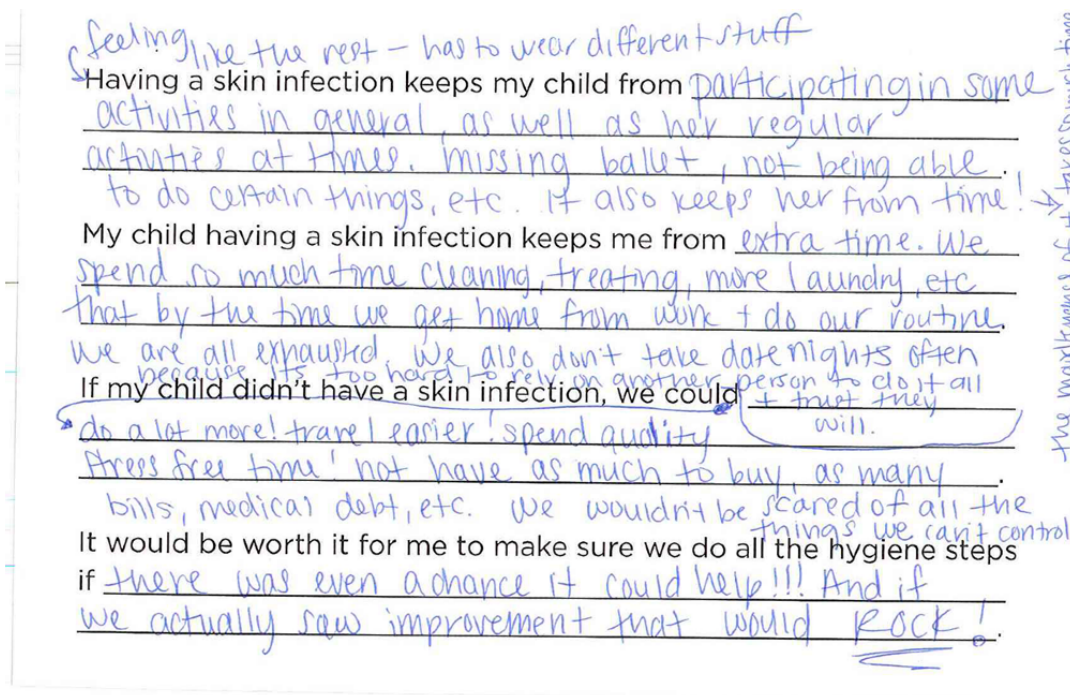 feeling like the rest - has to wear different stuff
Having a skin infection keeps my child from participating in some
activities in general, as well as her regular
activities at times. missing ballet, not being able.
to do certain things, etc. It also keeps her from time!
My child having a skin infection keeps me from extra time. We
spend so much time cleaning, treating, more laundry, etc
that by the time we get home from work + do our routine.
we are all exhausted. We also don't take date nights often
because its too hard to rely on another person to do it all
+ trust they
will.
If my child didn't have a skin infection, we could
do a lot more! travel easier! spend quality
stress free time! not have as much to buy, as many.
bills, medical debt, etc. We wouldn't be scared of all the
things we can't control
It would be worth it for me to make sure we do all the hygiene steps
if there was even a chance it could help!!! And if
we actually saw improvement that would ROCK!.
the maintenance of it takes so much time